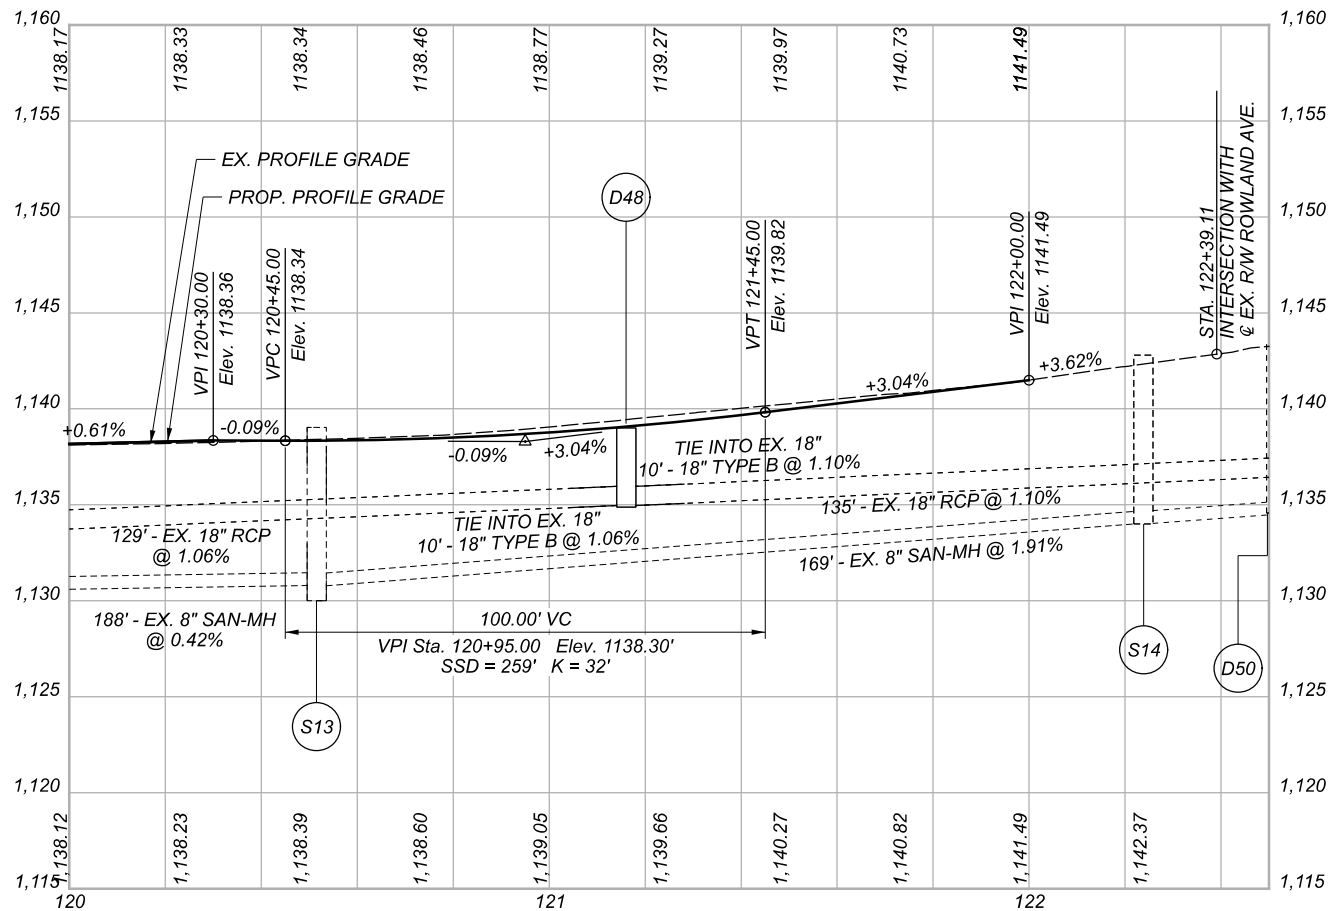 1,160
1138.17
1138.33
1138.34
1138.46
1138.77
1139.27
1139.97
1140.73
1141.49
1,160
1,155
1,155
EX. PROFILE GRADE
PROP. PROFILE GRADE
D48
1,150
1,150
VPI 120+30.00
Elev. 1138.36
VPC 120+45.00
Elev. 1138.34
VPT 121+45.00
Elev. 1139.82
VPI 122+00.00
Elev. 1141.49
STA. 122+39.11
INTERSECTION WITH
℄ EX. R/W ROWLAND AVE.
1,145
1,145
1,140
1,140
+0.61%
-0.09%
-0.09%
+3.04%
+3.04%
+3.62%
TIE INTO EX. 18"
10' - 18" TYPE B @ 1.10%
1,135
1,135
129' - EX. 18" RCP
@ 1.06%
TIE INTO EX. 18"
10' - 18" TYPE B @ 1.06%
135' - EX. 18" RCP @ 1.10%
169' - EX. 8" SAN-MH @ 1.91%
1,130
1,130
188' - EX. 8" SAN-MH
@ 0.42%
100.00' VC
VPI Sta. 120+95.00 Elev. 1138.30'
SSD = 259' K = 32'
S14
D50
1,125
1,125
S13
1,120
1,120
1,115
1,138.12
1,138.23
1,138.39
1,138.60
1,139.05
1,139.66
1,140.27
1,140.82
1,141.49
1,142.37
1,115
120
121
122